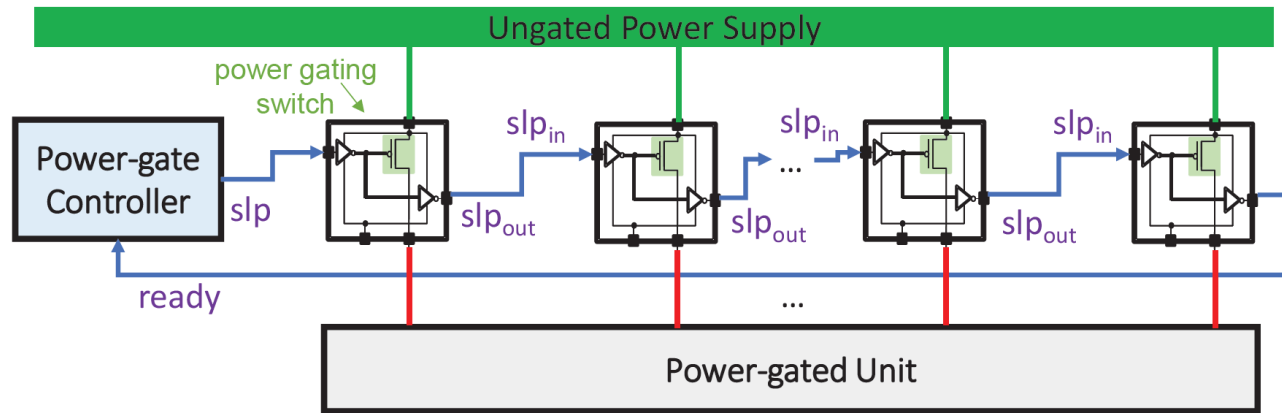 Ungated Power Supply
power gating
switch
Power-gate
Controller
slp
slp_in
slp_out
slp_in
slp_out
...
slp_in
slp_out
ready
...
Power-gated Unit